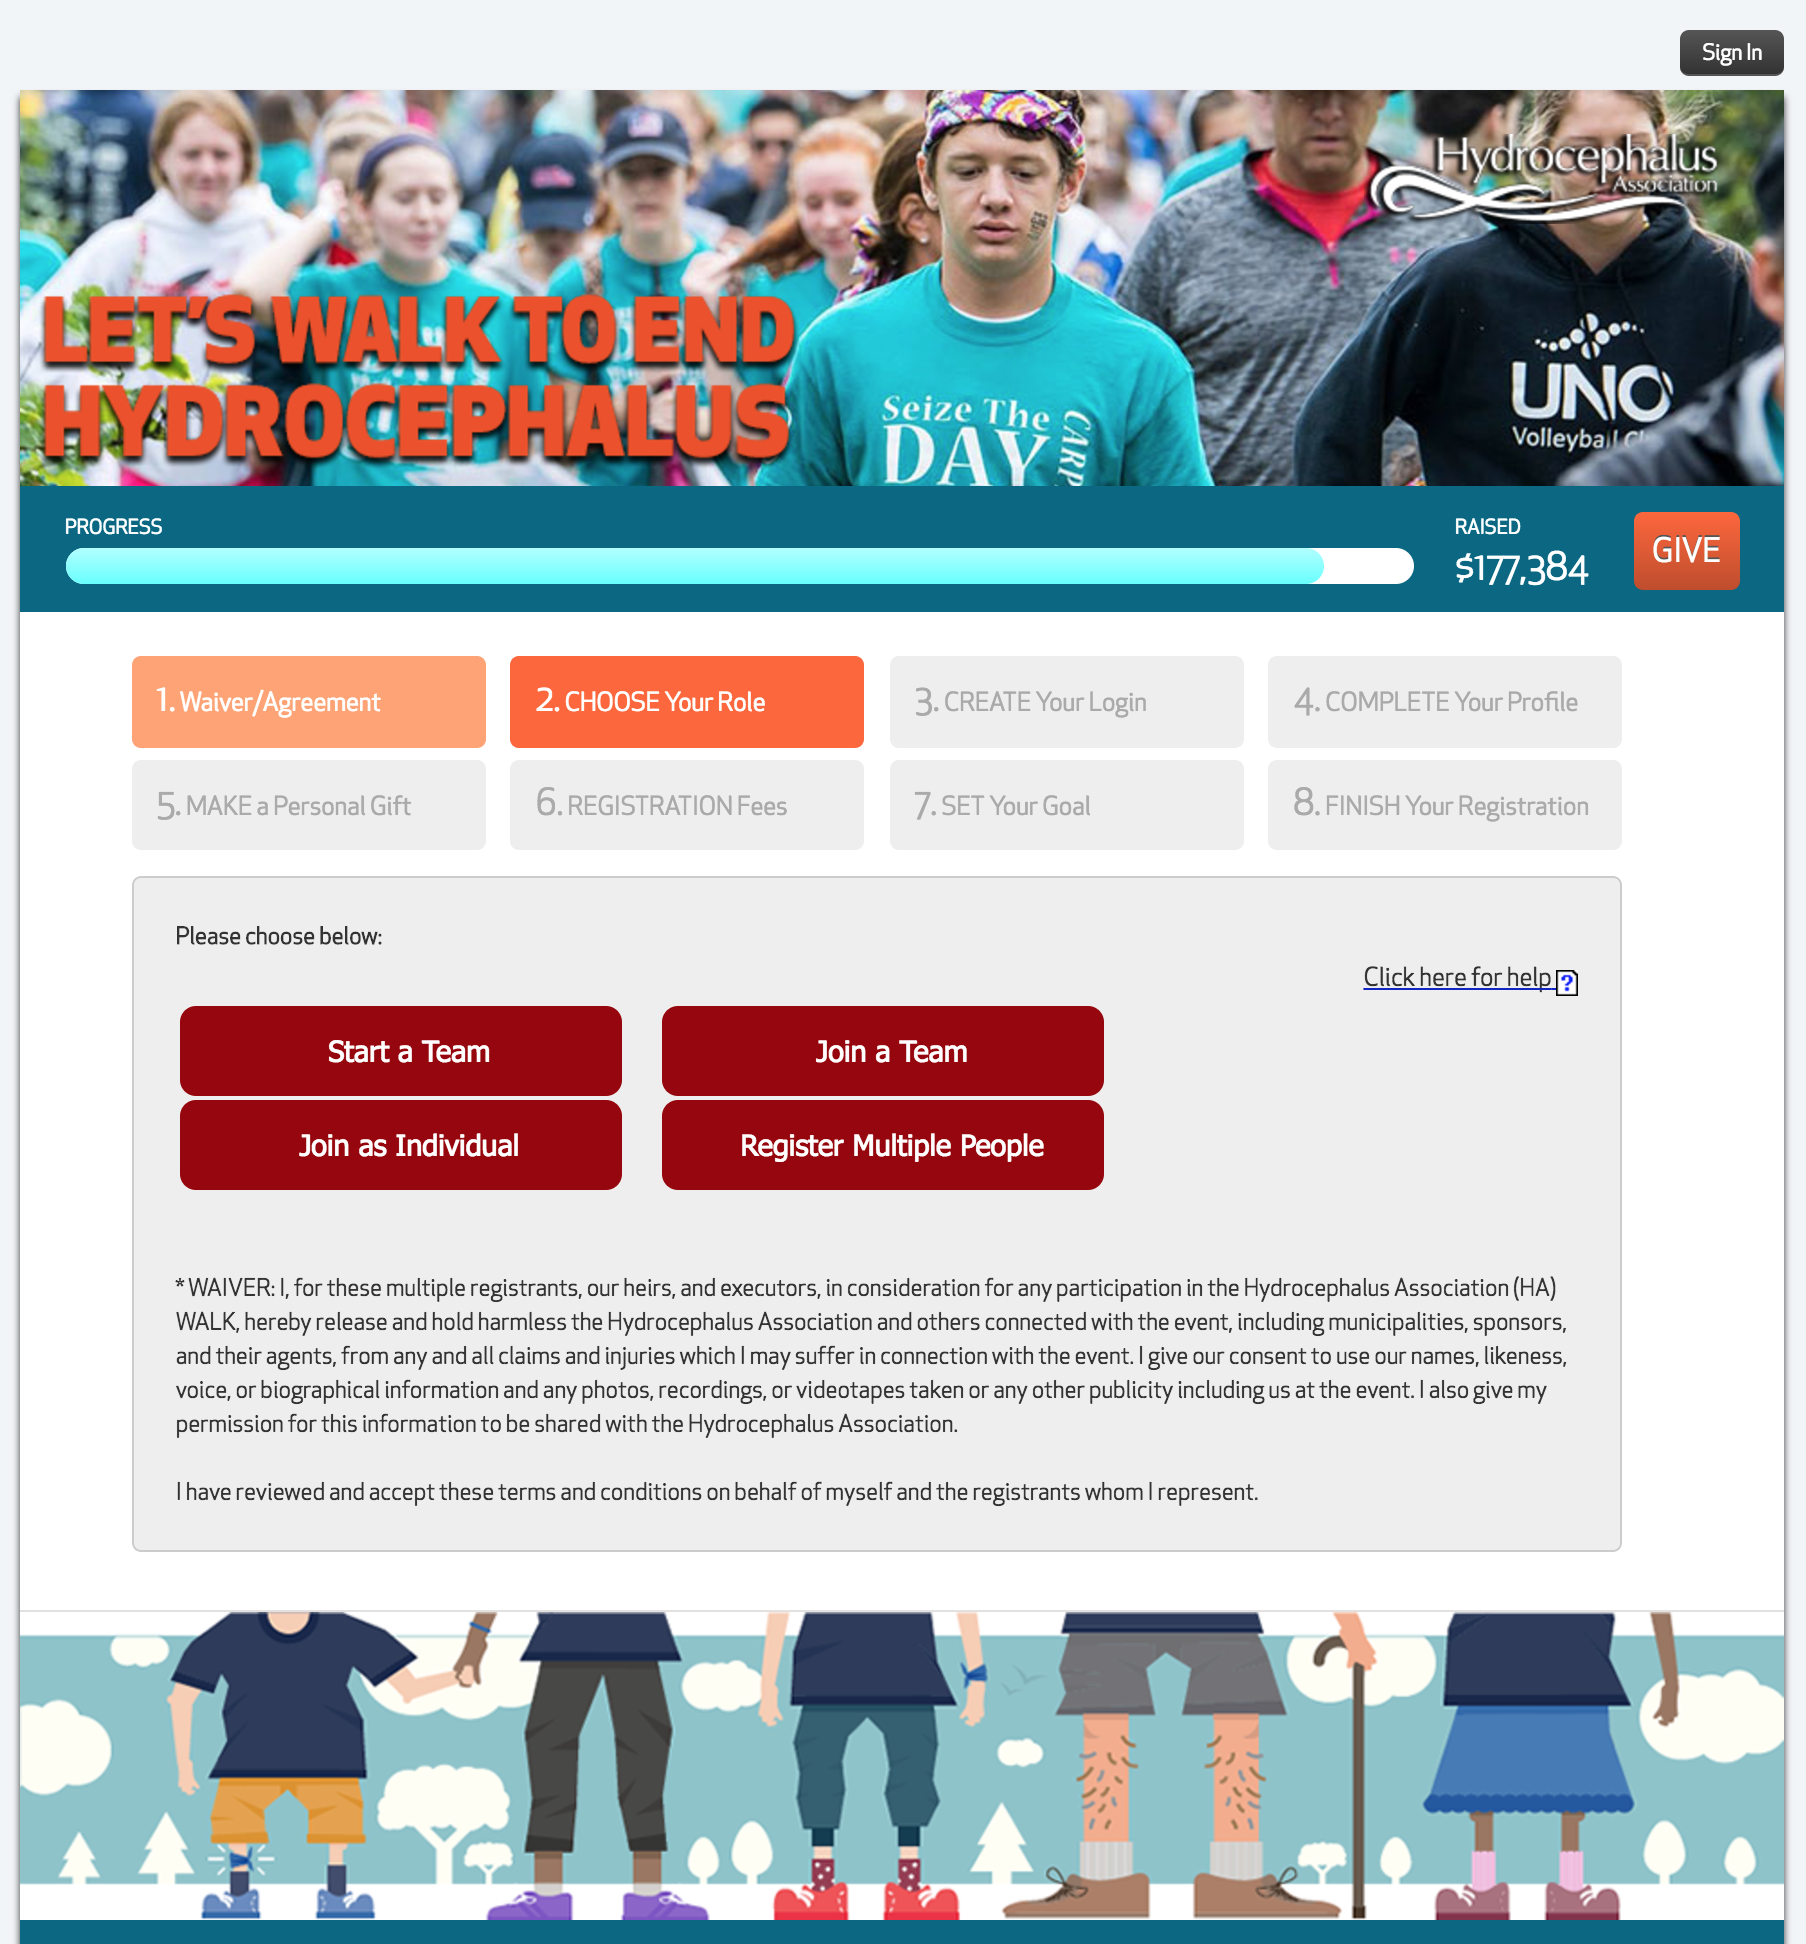 Sign In
Hydrocephalus
Association
LET'S WALK TO END
HYDROCEPHALUS
Seize The
DAY
UNO
Volleyball
PROGRESS
RAISED
$177,384
GIVE
1. Waiver/Agreement
2. CHOOSE Your Role
3. CREATE Your Login
4. COMPLETE Your Profile
5. MAKE a Personal Gift
6. REGISTRATION Fees
7. SET Your Goal
8. FINISH Your Registration
Please choose below:
Click here for help ?
Start a Team
Join a Team
Join as Individual
Register Multiple People
* WAIVER: I, for these multiple registrants, our heirs, and executors, in consideration for any participation in the Hydrocephalus Association (HA)
WALK, hereby release and hold harmless the Hydrocephalus Association and others connected with the event, including municipalities, sponsors,
and their agents, from any and all claims and injuries which I may suffer in connection with the event. I give our consent to use our names, likeness,
voice, or biographical information and any photos, recordings, or videotapes taken or any other publicity including us at the event. I also give my
permission for this information to be shared with the Hydrocephalus Association.
I have reviewed and accept these terms and conditions on behalf of myself and the registrants whom I represent.